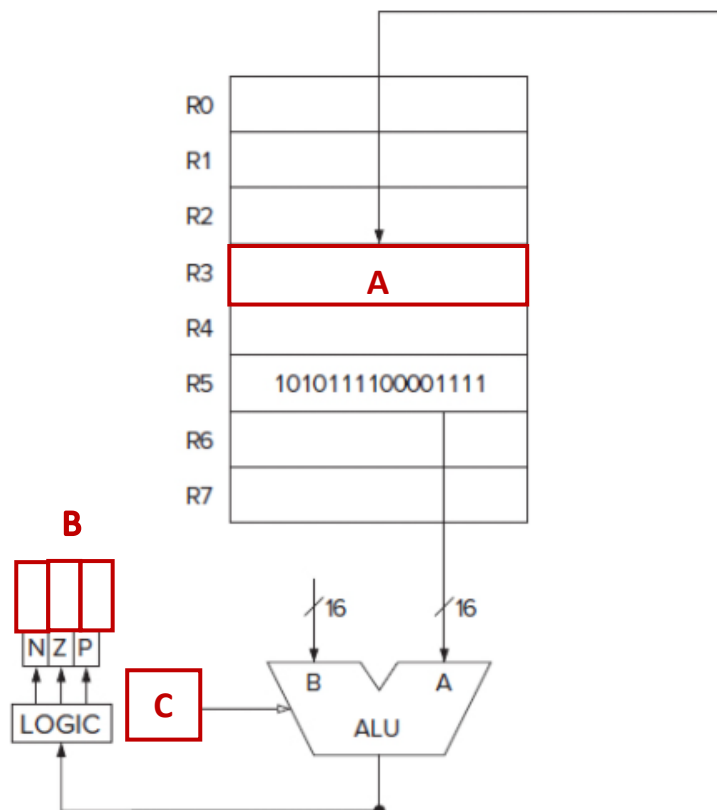 R0
R1
R2
R3 A
R4
R5 1010111100001111
R6
R7
B
16 16
N Z P
B A
C
LOGIC
ALU